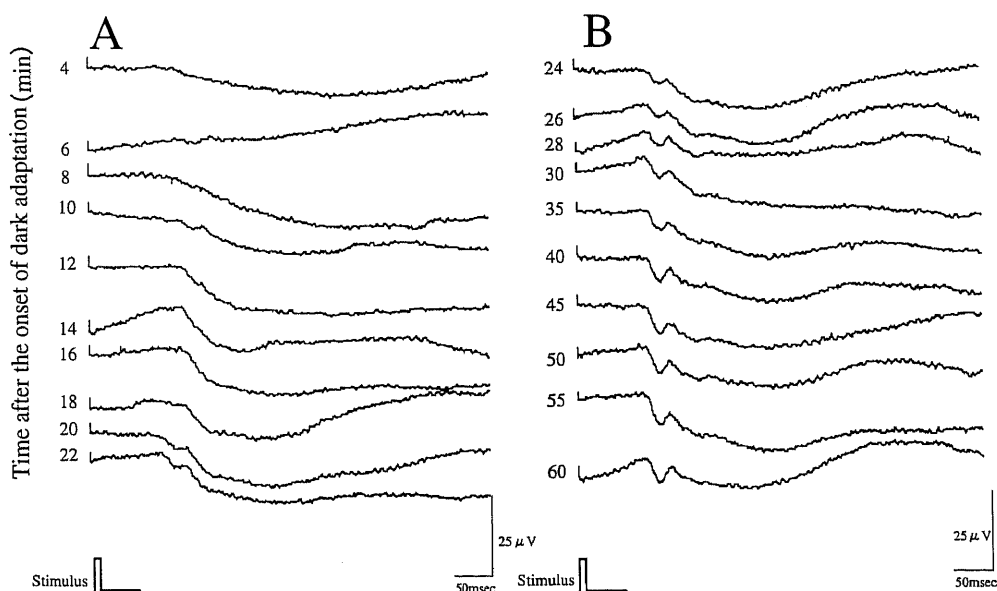 A
B
Time after the onset of dark adaptation (min)
4
6
8
10
12
14
16
18
20
22
25 μV
Stimulus
50msec
24
26
28
30
35
40
45
50
55
60
25 μV
Stimulus
50msec